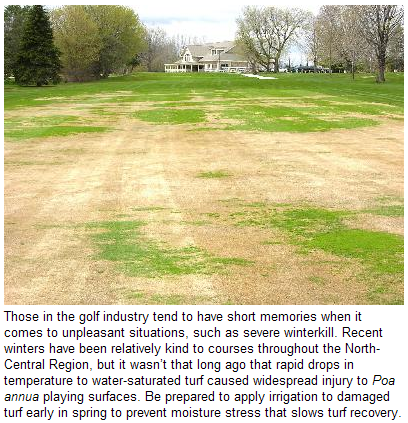 Those in the golf industry tend to have short memories when it
comes to unpleasant situations, such as severe winterkill. Recent
winters have been relatively kind to courses throughout the North-
Central Region, but it wasn't that long ago that rapid drops in
temperature to water-saturated turf caused widespread injury to Poa
annua playing surfaces. Be prepared to apply irrigation to damaged
turf early in spring to prevent moisture stress that slows turf recovery.